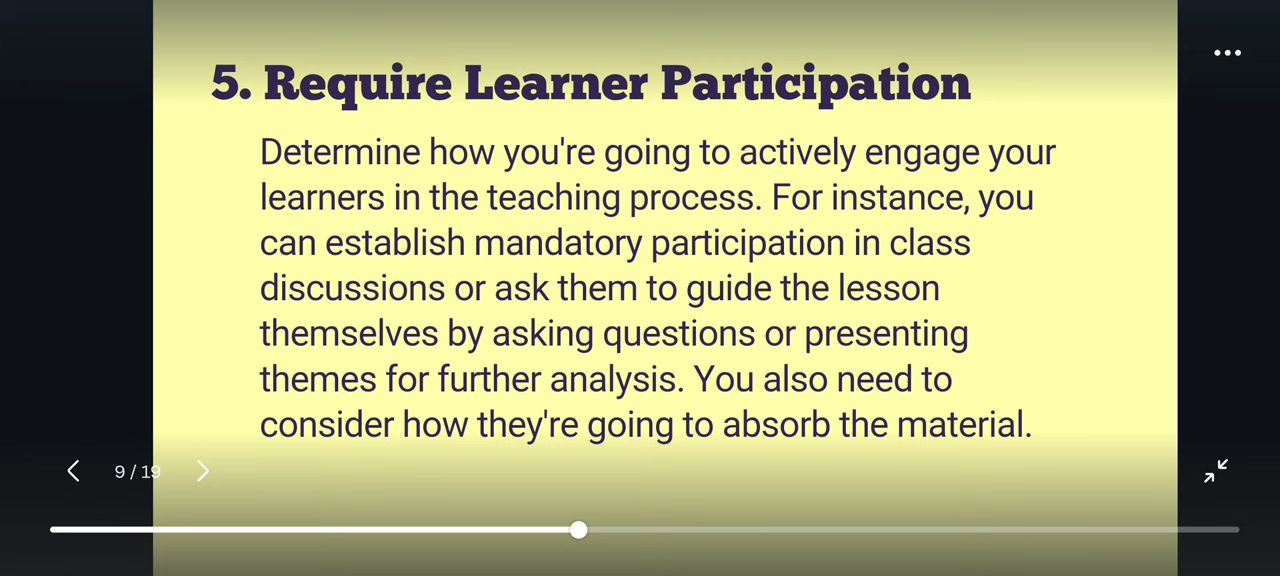 5. Require Learner Participation
Determine how you're going to actively engage your
learners in the teaching process. For instance, you
can establish mandatory participation in class
discussions or ask them to guide the lesson
themselves by asking questions or presenting
themes for further analysis. You also need to
consider how they're going to absorb the material.
9 / 19